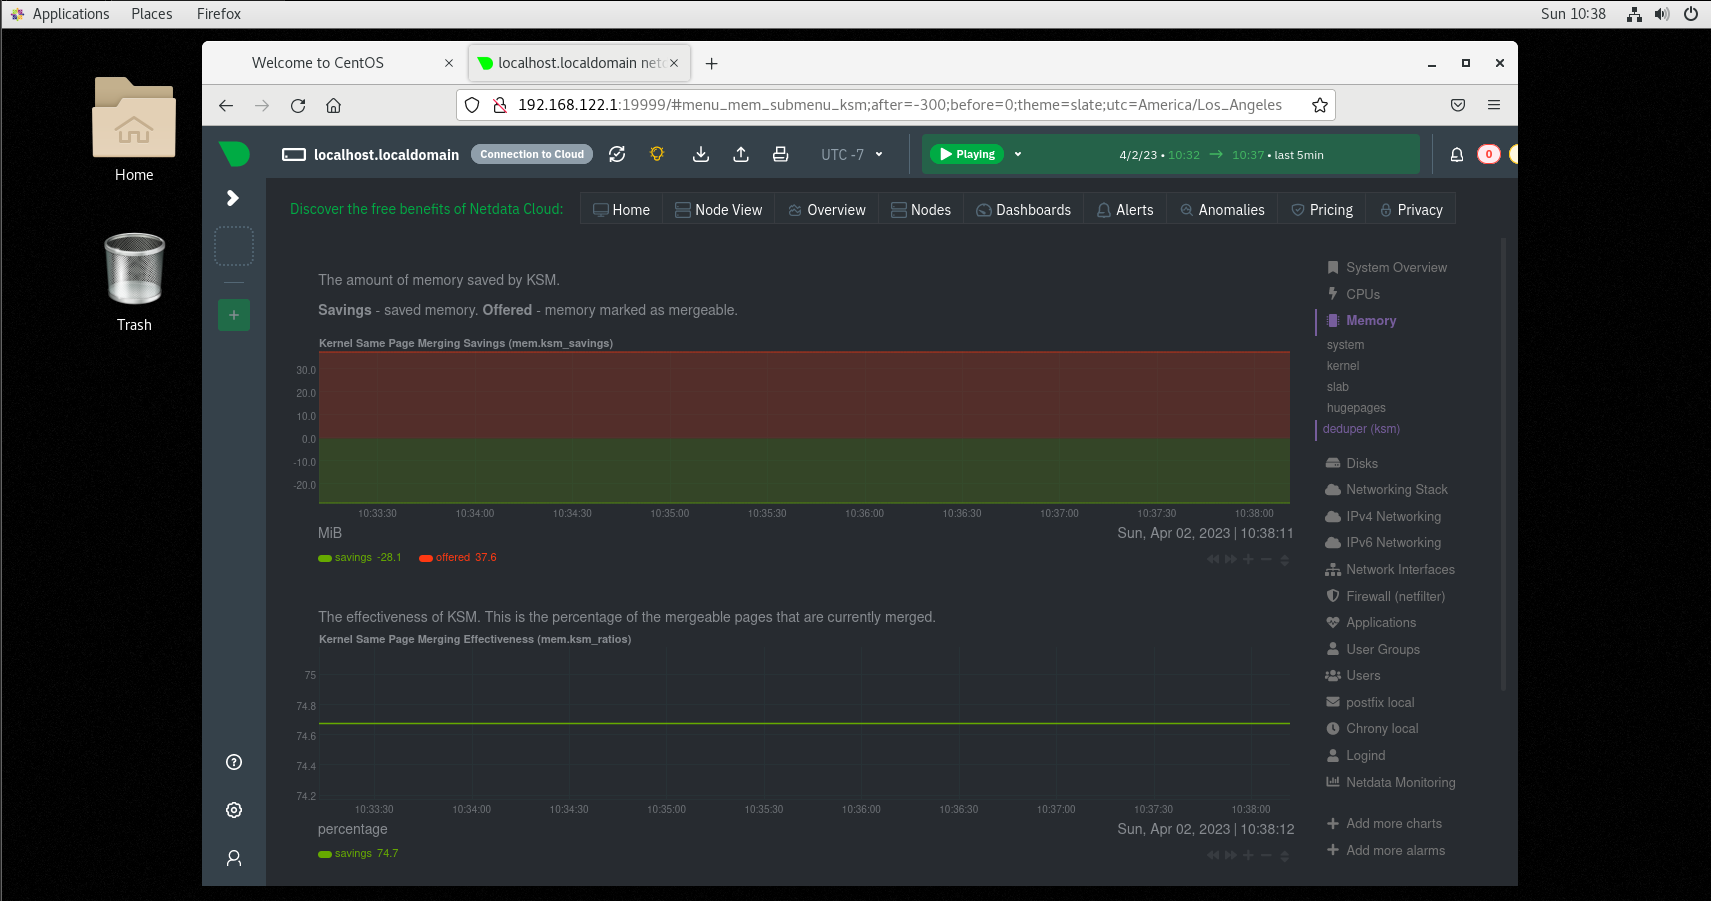 Applications Places Firefox Sun 10:38
Home
Trash
Welcome to CentOS localhost.localdomain
192.168.122.1:19999/#menu_mem_submenu_ksm;after=-300;before=0;theme=slate;utc=America/Los_Angeles
localhost.localdomain Connection to Cloud UTC -7 Playing 4/2/23 • 10:32 → 10:37 • last 5min 0
Discover the free benefits of Netdata Cloud: Home Node View Overview Nodes Dashboards Alerts Anomalies Pricing Privacy
The amount of memory saved by KSM.
Savings - saved memory. Offered - memory marked as mergeable.
Kernel Same Page Merging Savings (mem.ksm_savings)
30.0
20.0
10.0
0.0
-10.0
-20.0
10:33:30 10:34:00 10:34:30 10:35:00 10:35:30 10:36:00 10:36:30 10:37:00 10:37:30 10:38:00
MiB Sun, Apr 02, 2023 | 10:38:11
savings -28.1 offered 37.6
The effectiveness of KSM. This is the percentage of the mergeable pages that are currently merged.
Kernel Same Page Merging Effectiveness (mem.ksm_ratios)
75
74.8
74.6
74.4
74.2
10:33:30 10:34:00 10:34:30 10:35:00 10:35:30 10:36:00 10:36:30 10:37:00 10:37:30 10:38:00
percentage Sun, Apr 02, 2023 | 10:38:12
savings 74.7
System Overview
CPUs
Memory
system
kernel
slab
hugepages
deduper (ksm)
Disks
Networking Stack
IPv4 Networking
IPv6 Networking
Network Interfaces
Firewall (netfilter)
Applications
User Groups
Users
postfix local
Chrony local
Logind
Netdata Monitoring
Add more charts
Add more alarms